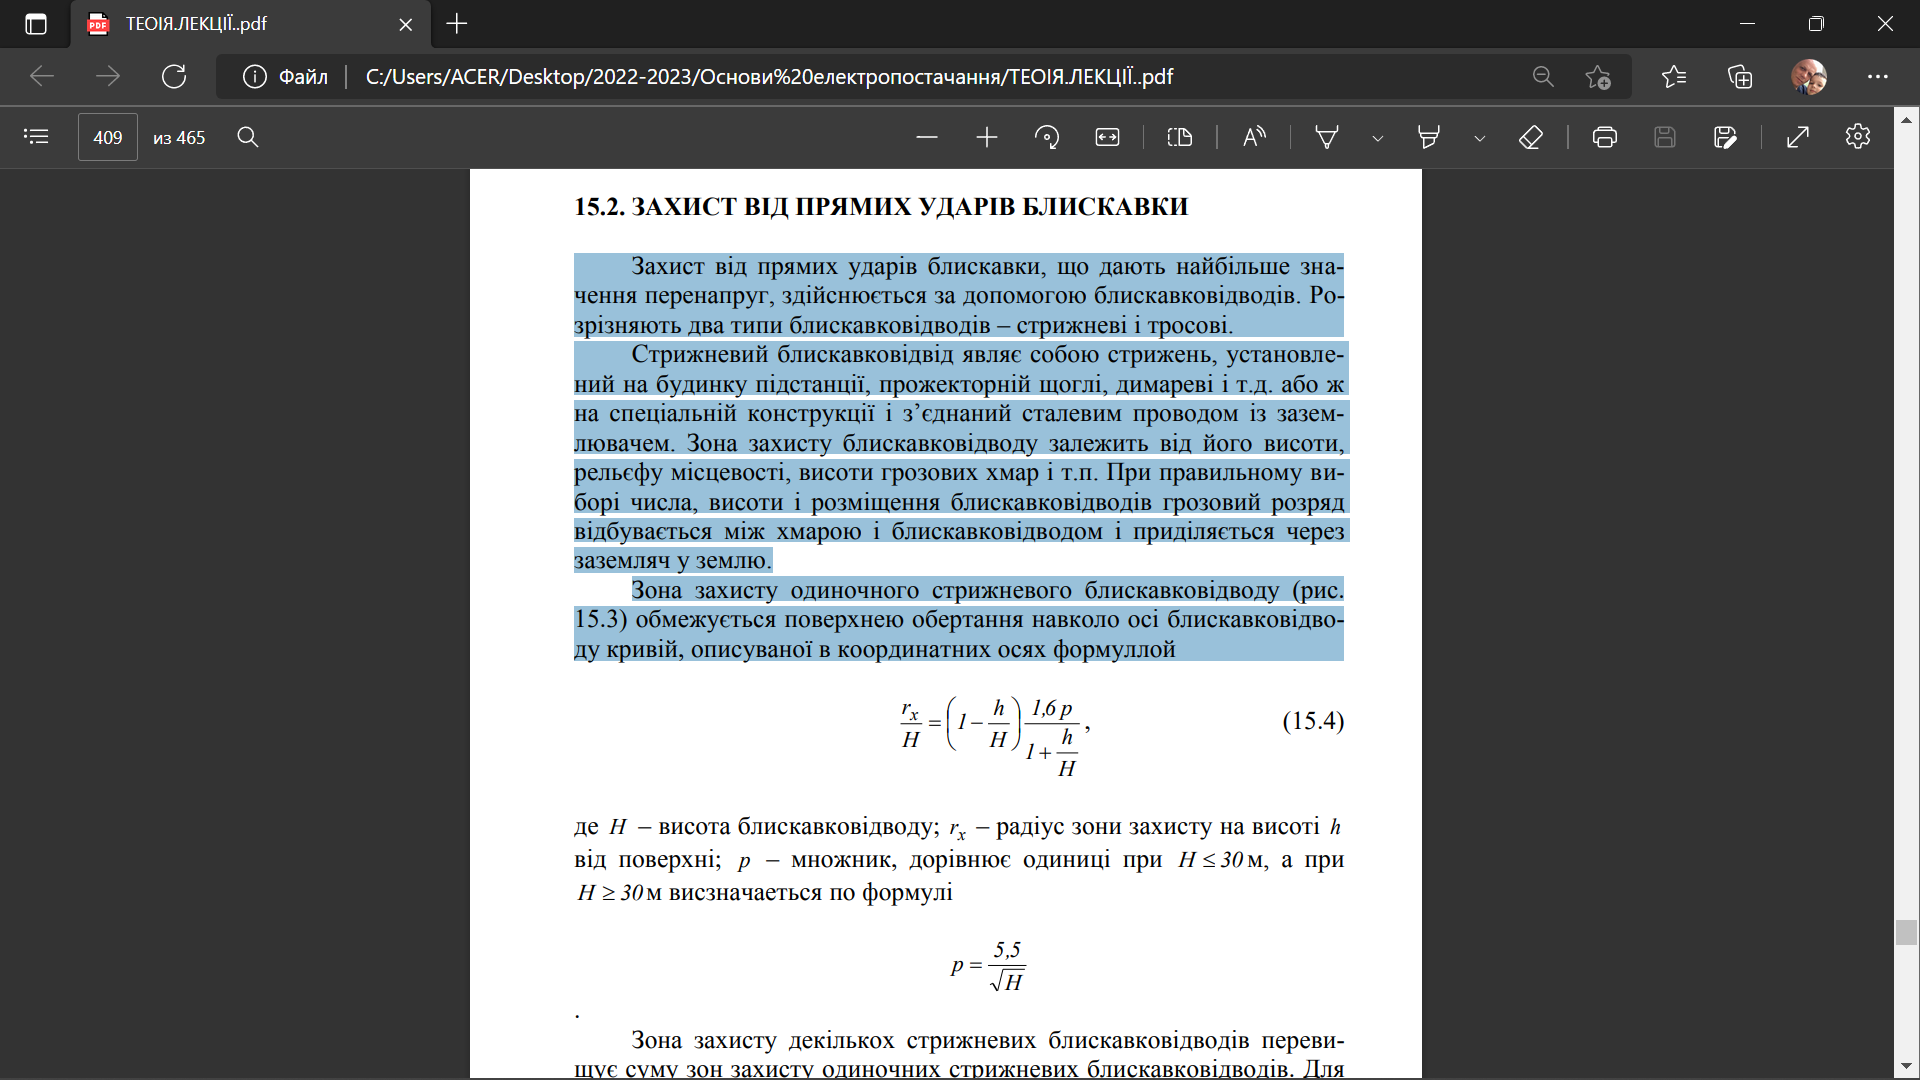 ТЕОІЯ.ЛЕКЦІЇ..pdf
Файл
C:/Users/ACER/Desktop/2022-2023/Основи%20електропостачання/ТЕОІЯ.ЛЕКЦІЇ..pdf
409 из 465
15.2. ЗАХИСТ ВІД ПРЯМИХ УДАРІВ БЛИСКАВКИ
Захист від прямих ударів блискавки, що дають найбільше зна-
чення перенапруг, здійснюється за допомогою блискавковідводів. Ро-
зрізняють два типи блискавковідводів – стрижневі і тросові.
Стрижневий блискавковідвід являє собою стрижень, установле-
ний на будинку підстанції, прожекторній щоглі, димареві і т.д. або ж
на спеціальній конструкції і з’єднаний сталевим проводом із зазем-
лювачем. Зона захисту блискавковідводу залежить від його висоти,
рельєфу місцевості, висоти грозових хмар і т.п. При правильному ви-
борі числа, висоти і розміщення блискавковідводів грозовий розряд
відбувається між хмарою і блискавковідводом і приділяється через
заземляч у землю.
Зона захисту одиночного стрижневого блискавковідводу (рис.
15.3) обмежується поверхнею обертання навколо осі блискавковідво-
ду кривій, описуваної в координатних осях формуллой
r_x/H = (1 – h/H) 1,6 p/(1 + h/H), (15.4)
де H – висота блискавковідводу; r_x – радіус зони захисту на висоті h
від поверхні; p – множник, дорівнює одиниці при H ≤ 30 м, а при
H ≥ 30 м висзначаеться по формулі
p = 5,5/√H
.
Зона захисту декількох стрижневих блискавковідводів переви-
щує суму зон захисту одиночних стрижневих блискавковідводів. Для